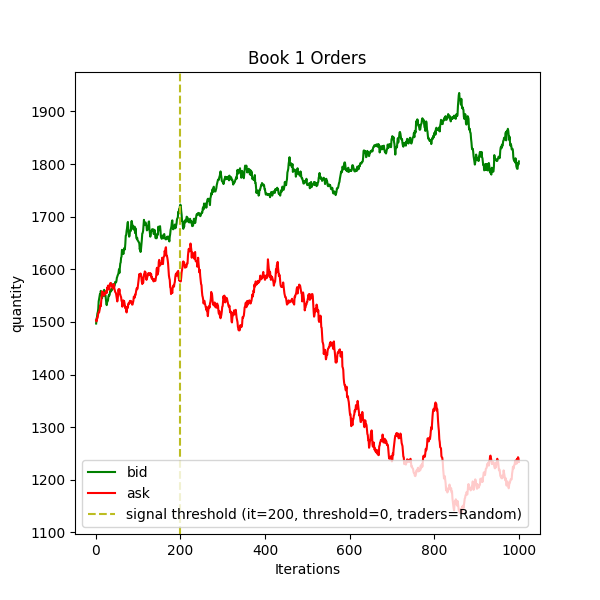 Book 1 Orders
quantity
1900
1800
1700
1600
1500
1400
1300
1200
1100
0 200 400 600 800 1000
Iterations
bid
ask
signal threshold (it=200, threshold=0, traders=Random)